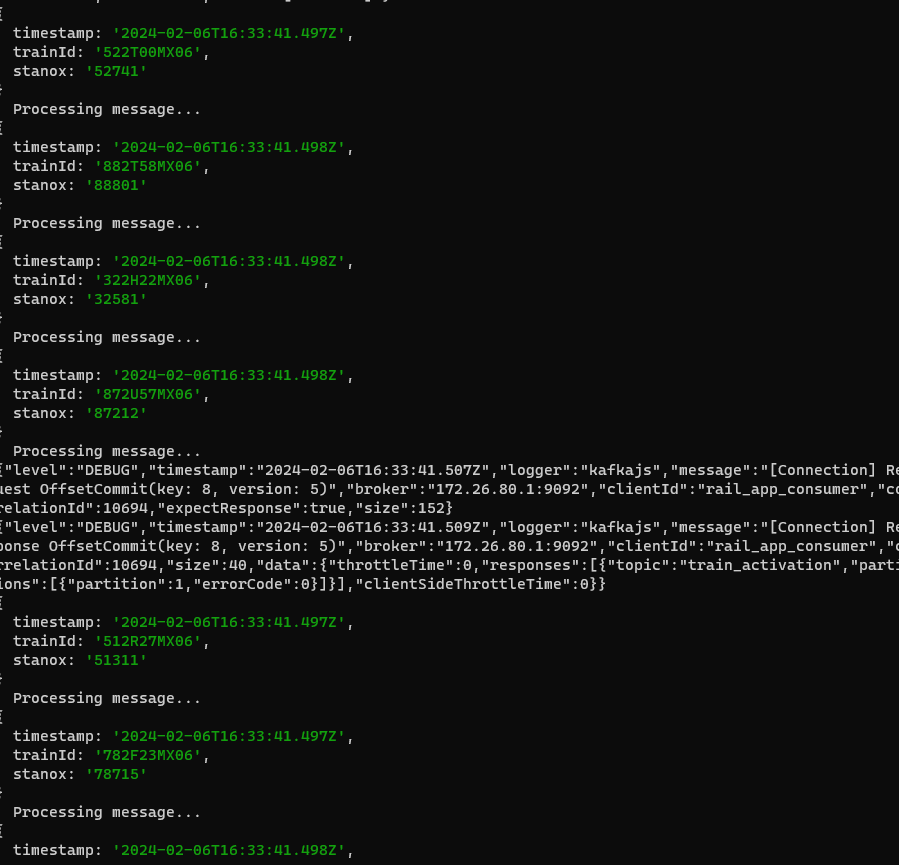 timestamp: '2024-02-06T16:33:41.497Z',
trainId: '522T00MX06',
stanox: '52741'
Processing message...
timestamp: '2024-02-06T16:33:41.498Z',
trainId: '882T58MX06',
stanox: '88801'
Processing message...
timestamp: '2024-02-06T16:33:41.498Z',
trainId: '322H22MX06',
stanox: '32581'
Processing message...
timestamp: '2024-02-06T16:33:41.498Z',
trainId: '872U57MX06',
stanox: '87212'
Processing message...
{"level":"DEBUG","timestamp":"2024-02-06T16:33:41.507Z","logger":"kafkajs","message":"[Connection] Re
uest OffsetCommit(key: 8, version: 5)","broker":"172.26.80.1:9092","clientId":"rail_app_consumer","co
relationId":10694,"expectResponse":true,"size":152}
{"level":"DEBUG","timestamp":"2024-02-06T16:33:41.509Z","logger":"kafkajs","message":"[Connection] Re
ponse OffsetCommit(key: 8, version: 5)","broker":"172.26.80.1:9092","clientId":"rail_app_consumer","c
rrelationId":10694,"size":40,"data":{"throttleTime":0,"responses":[{"topic":"train_activation","parti
ions":[{"partition":1,"errorCode":0}]}],"clientSideThrottleTime":0}}
timestamp: '2024-02-06T16:33:41.497Z',
trainId: '512R27MX06',
stanox: '51311'
Processing message...
timestamp: '2024-02-06T16:33:41.497Z',
trainId: '782F23MX06',
stanox: '78715'
Processing message...
timestamp: '2024-02-06T16:33:41.498Z',